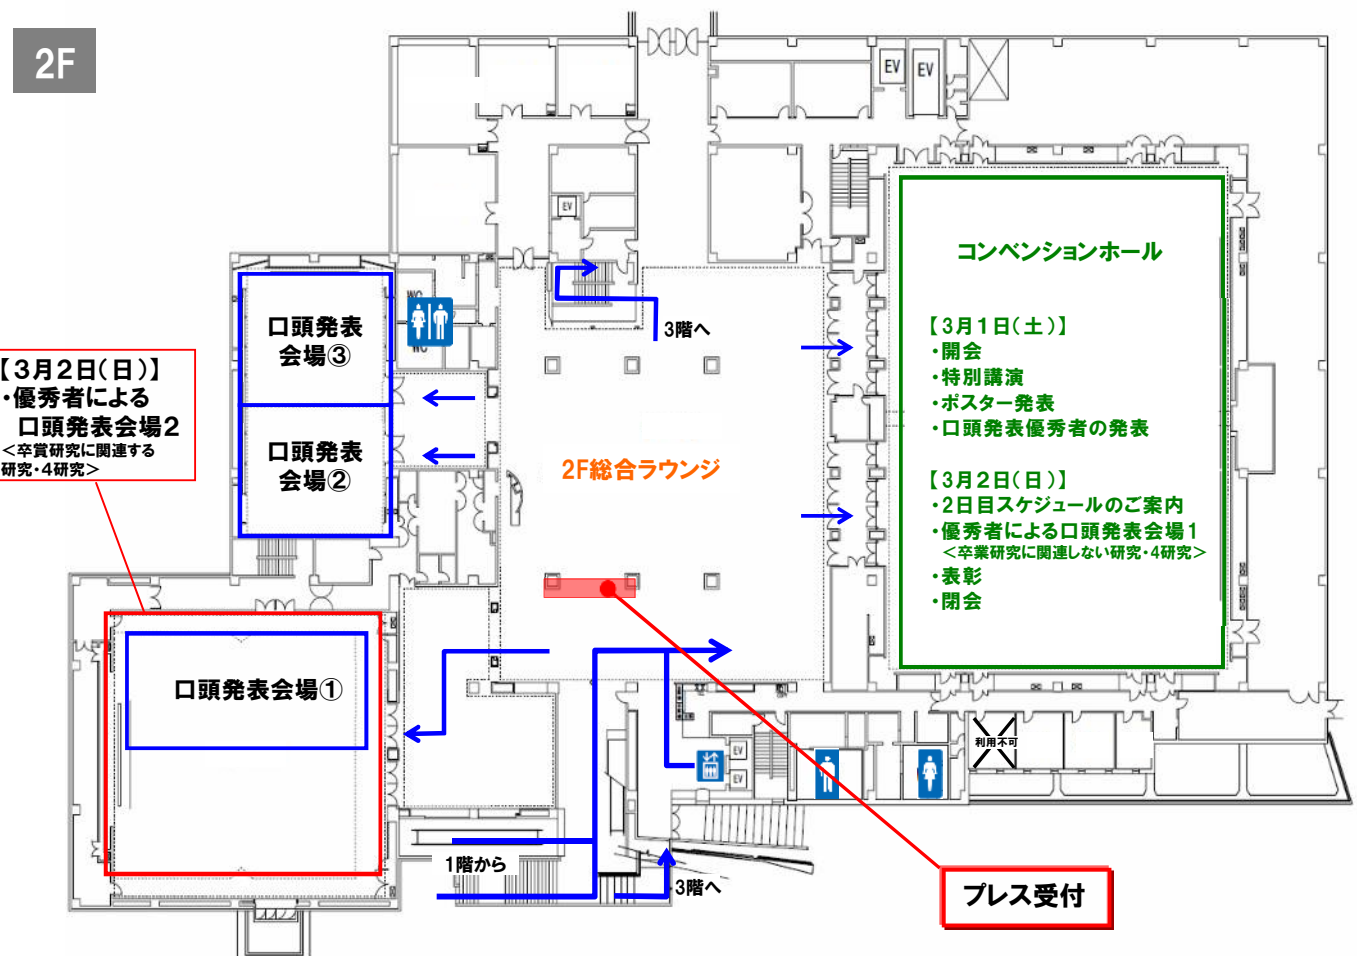 2F
EV
EV
EV
コンベンションホール
【3月1日(土)】
・開会
・特別講演
・ポスター発表
・口頭発表優秀者の発表
【3月2日(日)】
・2日目スケジュールのご案内
・優秀者による口頭発表会場1
<卒業研究に関連しない研究・4研究>
・表彰
・閉会
3階へ
WC
WC
口頭発表
会場③
口頭発表
会場②
【3月2日(日)】
・優秀者による
口頭発表会場2
<卒賞研究に関連する
研究・4研究>
2F総合ラウンジ
口頭発表会場①
利用不可
EV
EV
1階から
3階へ
プレス受付